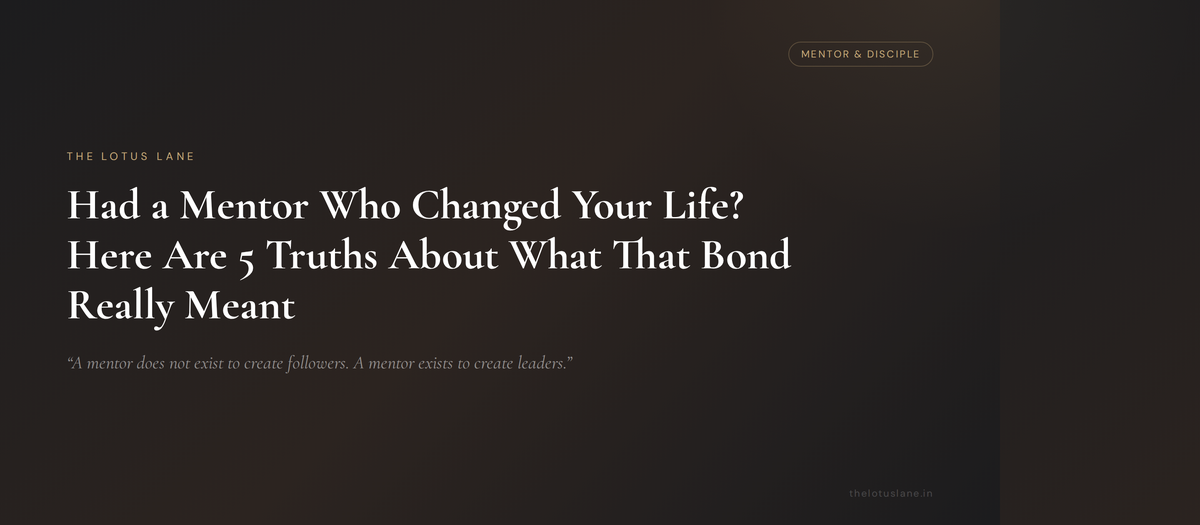 MENTOR & DISCIPLE
THE LOTUS LANE
Had a Mentor Who Changed Your Life?
Here Are 5 Truths About What That Bond
Really Meant
“A mentor does not exist to create followers. A mentor exists to create leaders.”
thelotuslane.in